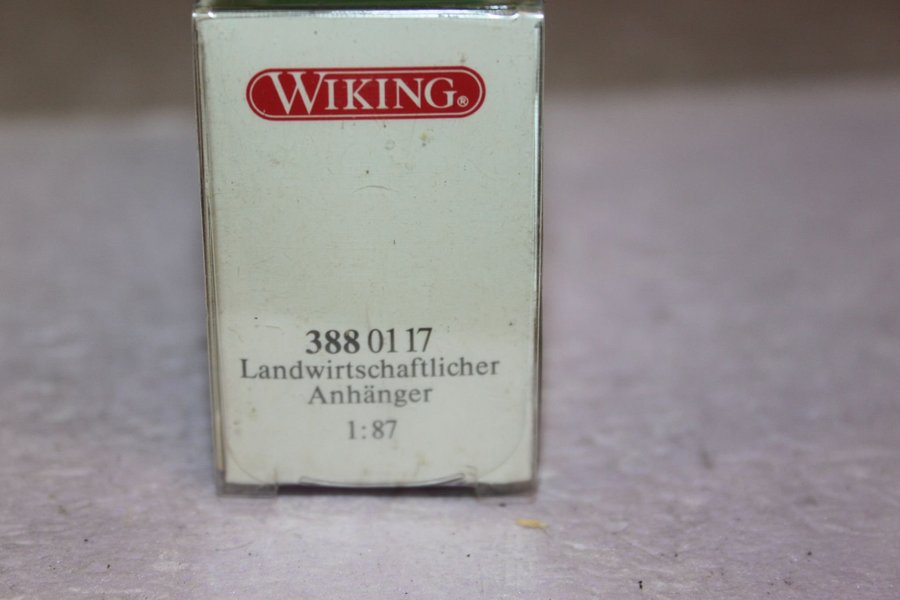 WIKING®
388 01 17
Landwirtschaftlicher
Anhänger
1:87